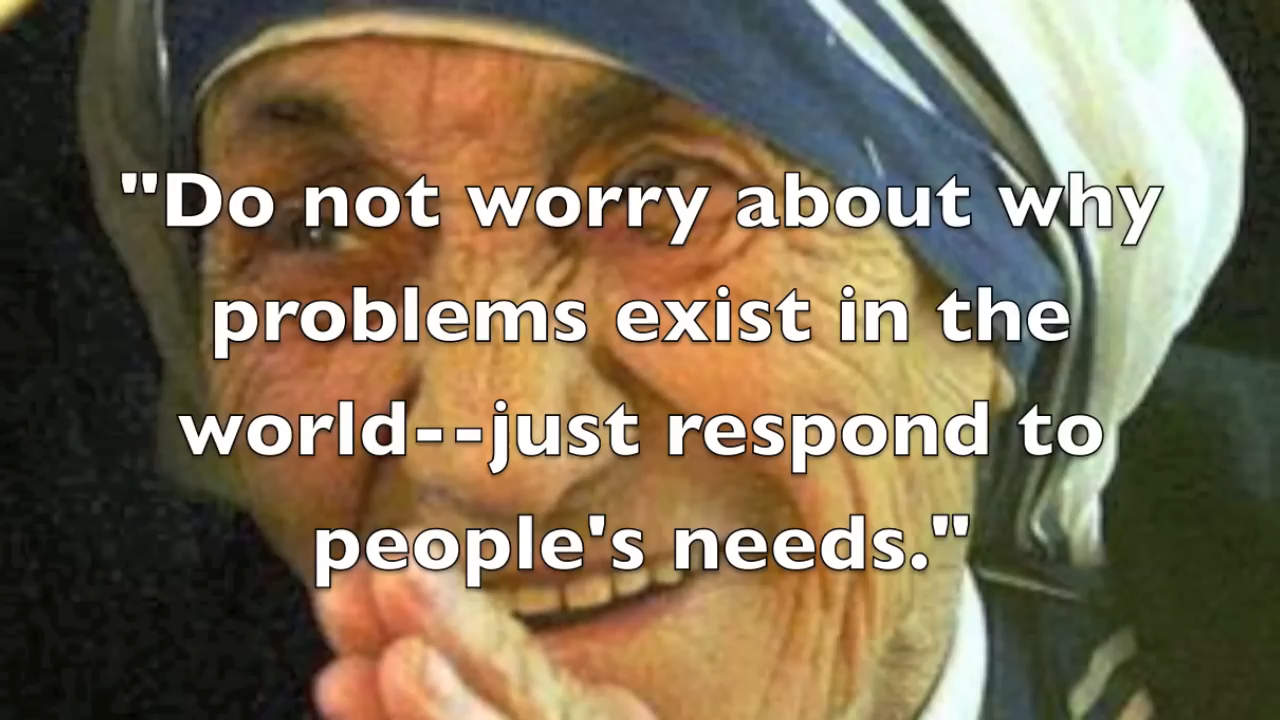 "Do not worry about why
problems exist in the
world--just respond to
people's needs."